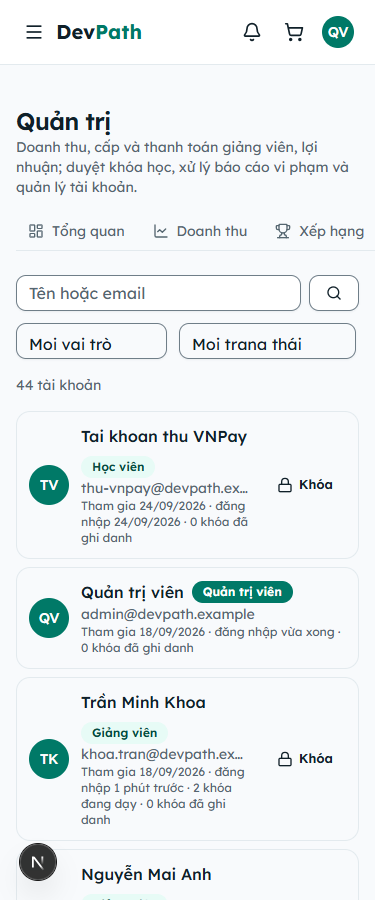 DevPath
QV
Quản trị
Doanh thu, cấp và thanh toán giảng viên, lợi
nhuận; duyệt khóa học, xử lý báo cáo vi phạm và
quản lý tài khoản.
Tổng quan
Doanh thu
Xếp hạng
Tên hoặc email
Moi vai trò
Moi trang thái
44 tài khoản
TV
Tai khoan thu VNPay
Học viên
thu-vnpay@devpath.ex…
Tham gia 24/09/2026 · đăng
nhập 24/09/2026 · 0 khóa đã
ghi danh
Khóa
QV
Quản trị viên
Quản trị viên
admin@devpath.example
Tham gia 18/09/2026 · đăng nhập vừa xong ·
0 khóa đã ghi danh
TK
Trần Minh Khoa
Giảng viên
khoa.tran@devpath.ex…
Tham gia 18/09/2026 · đăng
nhập 1 phút trước · 2 khóa
đang dạy · 0 khóa đã ghi
danh
Khóa
N
Nguyễn Mai Anh